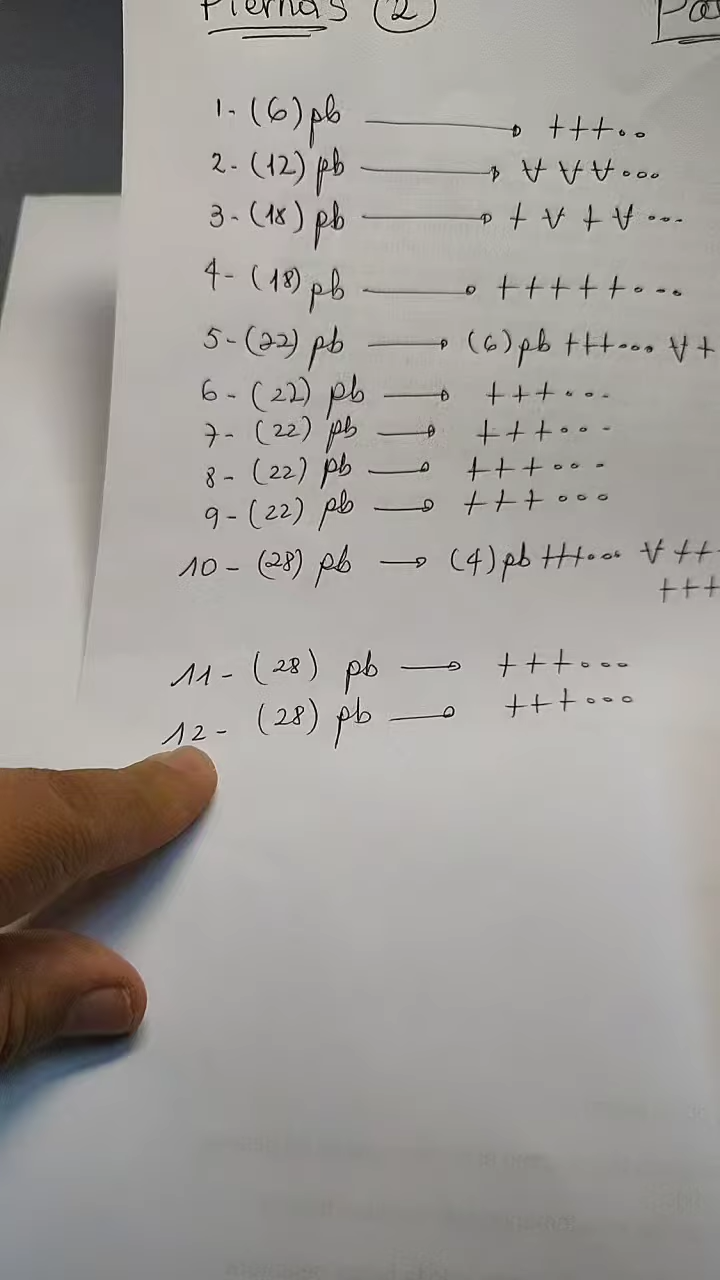 Piernas (2)
1- (6) pb ⟶ +++..
2- (12) pb ⟶ V V V...
3- (18) pb ⟶ + V + V ...
4- (18) pb ⟶ +++++...
5- (22) pb ⟶ (6) pb +++... V +
6- (22) pb ⟶ +++...
7- (22) pb ⟶ +++...
8- (22) pb ⟶ +++...
9- (22) pb ⟶ +++...
10- (28) pb ⟶ (4) pb +++... V ++
+++
11- (28) pb ⟶ +++...
12- (28) pb ⟶ +++...